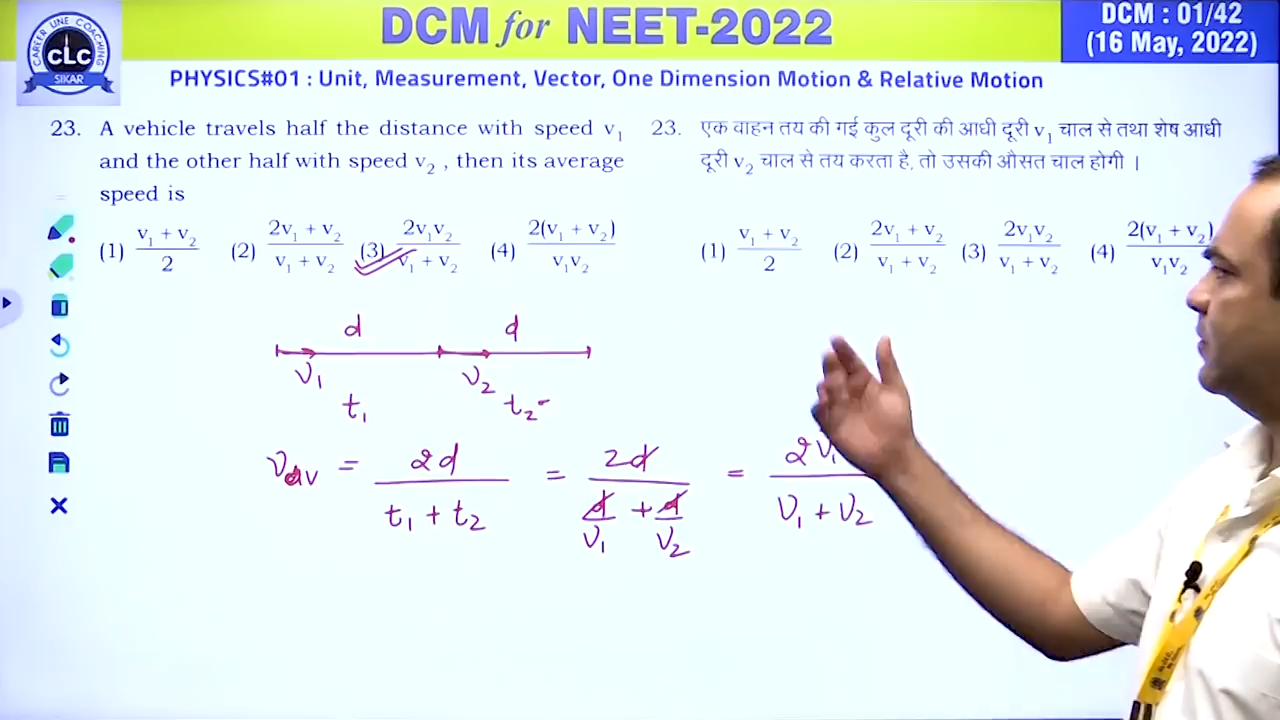 DCM for NEET-2022
DCM : 01/42
(16 May, 2022)
CAREER LINE COACHING
CLC
SIKAR
PHYSICS#01 : Unit, Measurement, Vector, One Dimension Motion & Relative Motion
23. A vehicle travels half the distance with speed v₁
and the other half with speed v₂ , then its average
speed is
(1) (v₁ + v₂)/2 (2) (2v₁ + v₂)/(v₁ + v₂) (3) (2v₁v₂)/(v₁ + v₂) (4) (2(v₁ + v₂))/(v₁v₂)
23. एक वाहन तय की गई कुल दूरी की आधी दूरी v₁ चाल से तथा शेष आधी
दूरी v₂ चाल से तय करता है, तो उसकी औसत चाल होगी ।
(1) (v₁ + v₂)/2 (2) (2v₁ + v₂)/(v₁ + v₂) (3) (2v₁v₂)/(v₁ + v₂) (4) (2(v₁ + v₂))/(v₁v₂)
d d
v₁ v₂
t₁ t₂
vav = 2d/(t₁ + t₂) = 2d/(d/v₁ + d/v₂) = 2v₁/(v₁ + v₂)